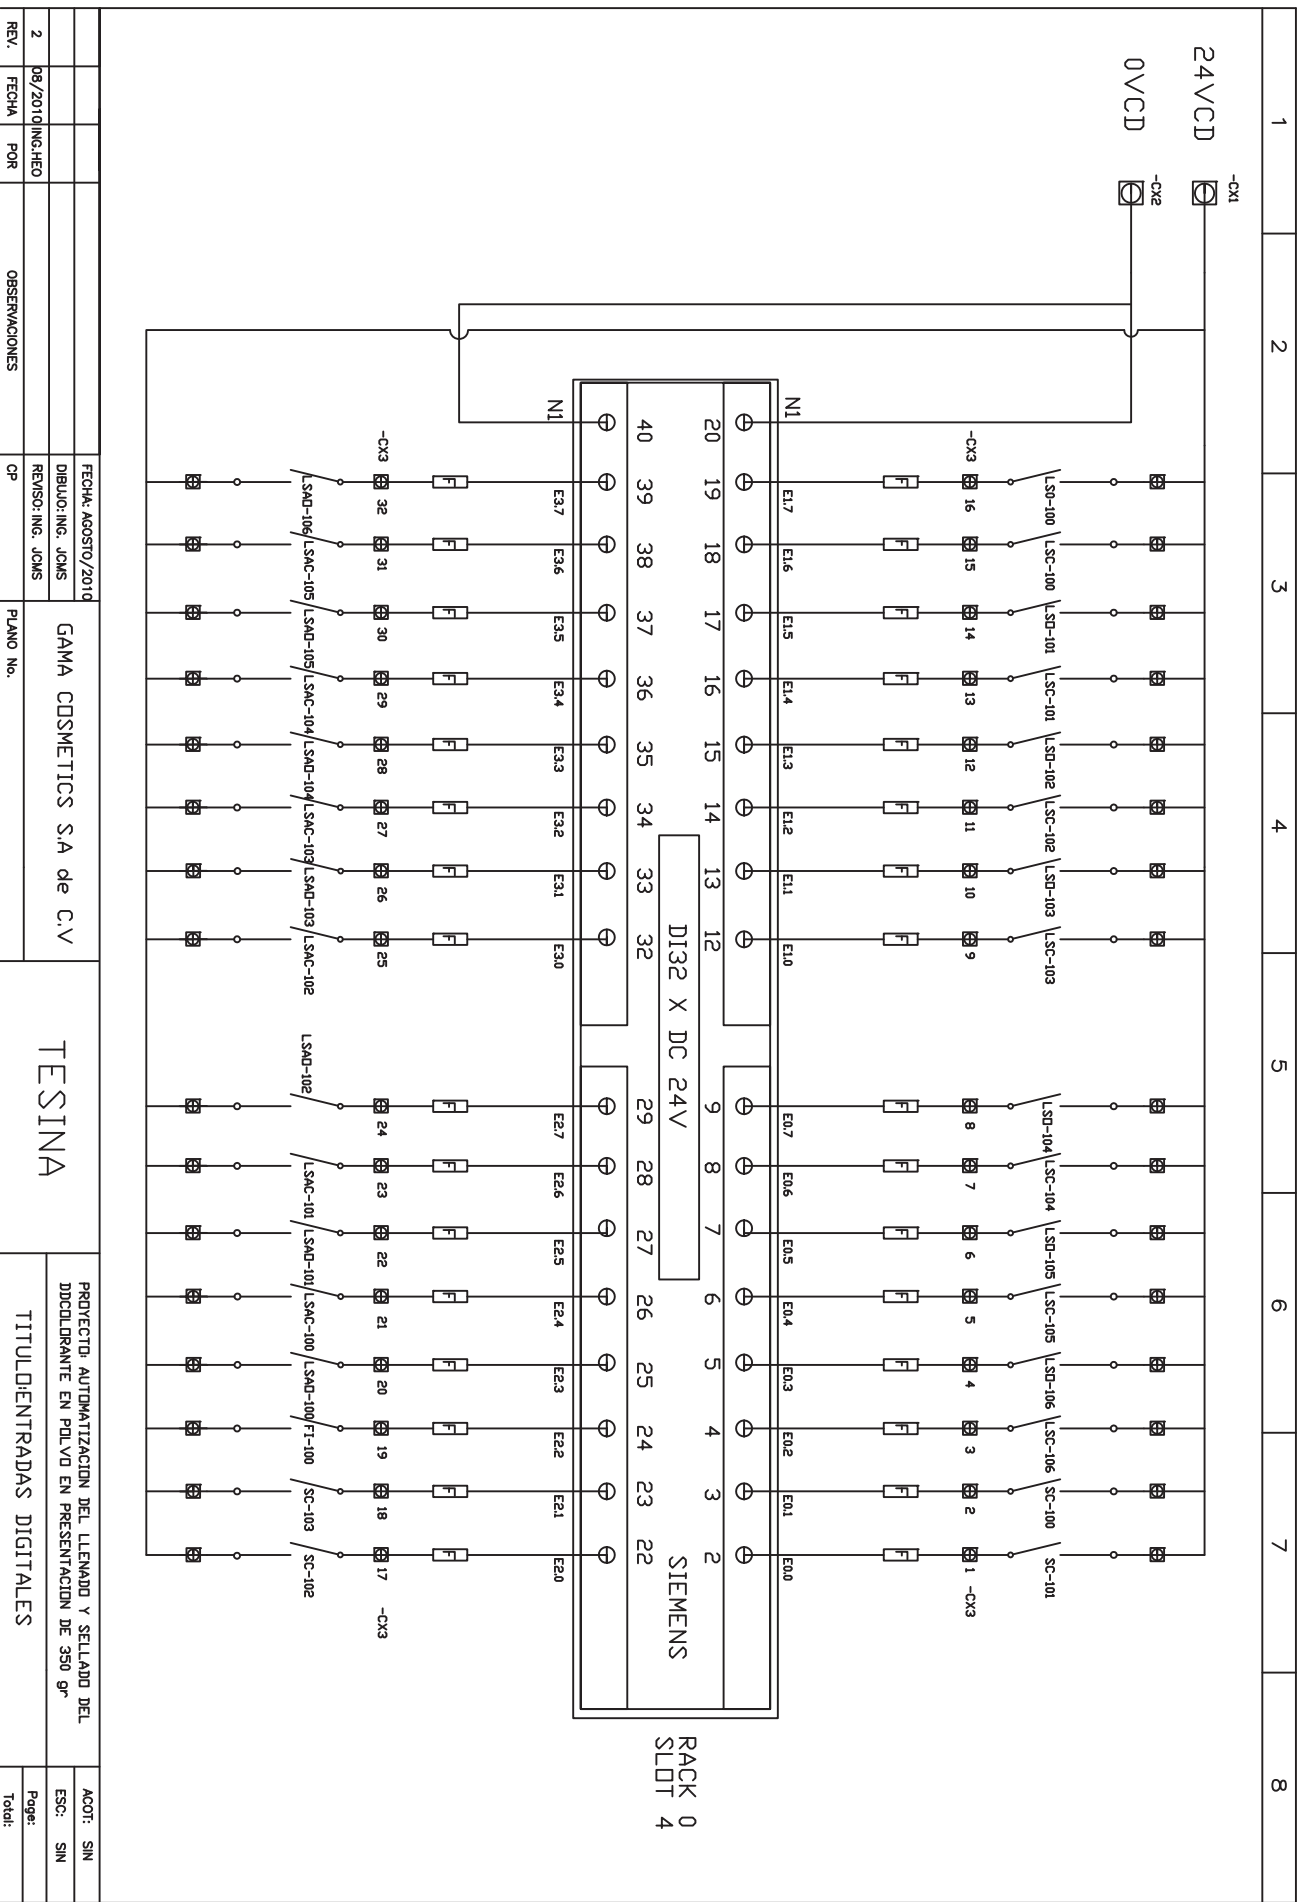 1 2 3 4 5 6 7 8
24VCD
-CX1
0VCD
-CX2
LSO-100 LSC-100 LSO-101 LSC-101 LSO-102 LSC-102 LSO-103 LSC-103 LSO-104 LSC-104 LSO-105 LSC-105 LSO-106 LSC-106 SC-100 SC-101
-CX3 16 15 14 13 12 11 10 9 8 7 6 5 4 3 2 1 -CX3
F F F F F F F F F F F F F F F F
N1 E1.7 E1.6 E1.5 E1.4 E1.3 E1.2 E1.1 E1.0 E0.7 E0.6 E0.5 E0.4 E0.3 E0.2 E0.1 E0.0
20 19 18 17 16 15 14 13 12 9 8 7 6 5 4 3 2
DI32 X DC 24V
SIEMENS
RACK 0
SLOT 4
40 39 38 37 36 35 34 33 32 29 28 27 26 25 24 23 22
N1 E3.7 E3.6 E3.5 E3.4 E3.3 E3.2 E3.1 E3.0 E2.7 E2.6 E2.5 E2.4 E2.3 E2.2 E2.1 E2.0
F F F F F F F F F F F F F F F F
-CX3 32 31 30 29 28 27 26 25 24 23 22 21 20 19 18 17 -CX3
LSAO-106 LSAC-105 LSAO-105 LSAC-104 LSAO-104 LSAC-103 LSAO-103 LSAC-102 LSAO-102 LSAC-101 LSAO-101 LSAC-100 LSAO-100 FI-100 SC-103 SC-102
FECHA: AGOSTO/2010
DIBUJO: ING. JCMS
REVISO: ING. JCMS
CP
2 08/2010 ING.HEO
REV. FECHA POR OBSERVACIONES
GAMA COSMETICS S.A de C.V
PLANO No.
TESINA
PROYECTO: AUTOMATIZACION DEL LLENADO Y SELLADO DEL
DDCOLORANTE EN POLVO EN PRESENTACION DE 350 gr
TITULO:ENTRADAS DIGITALES
ACOT: SIN
ESC: SIN
Page:
Total: